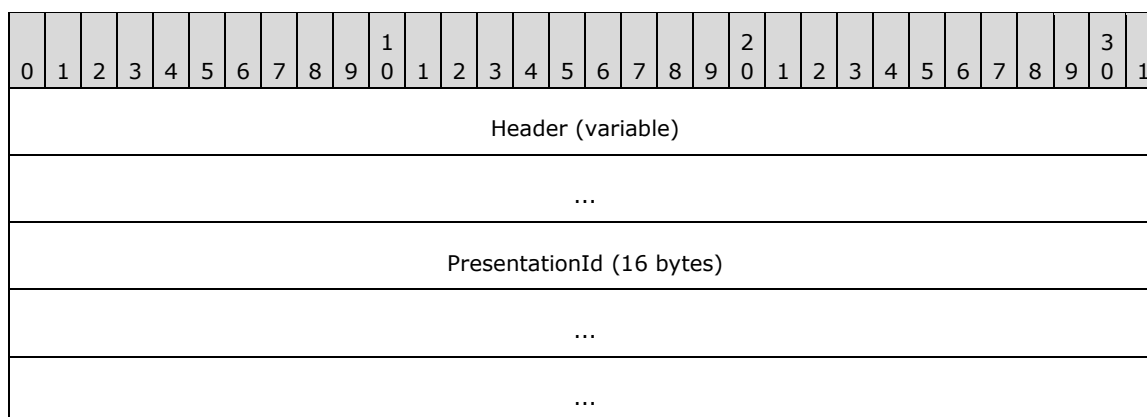 1 2 3
0 1 2 3 4 5 6 7 8 9 0 1 2 3 4 5 6 7 8 9 0 1 2 3 4 5 6 7 8 9 0 1
Header (variable)
...
PresentationId (16 bytes)
...
...